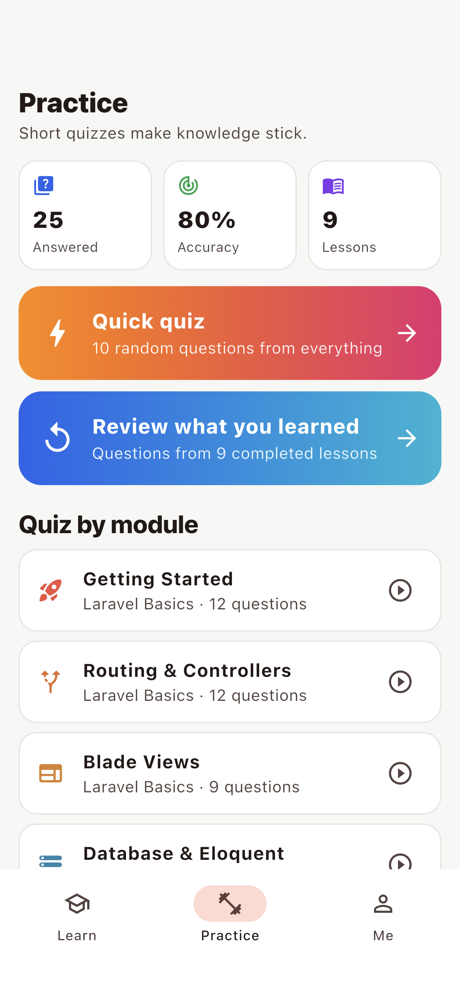 Practice
Short quizzes make knowledge stick.
25
Answered
80%
Accuracy
9
Lessons
Quick quiz
10 random questions from everything
Review what you learned
Questions from 9 completed lessons
Quiz by module
Getting Started
Laravel Basics · 12 questions
Routing & Controllers
Laravel Basics · 12 questions
Blade Views
Laravel Basics · 9 questions
Database & Eloquent
Learn
Practice
Me